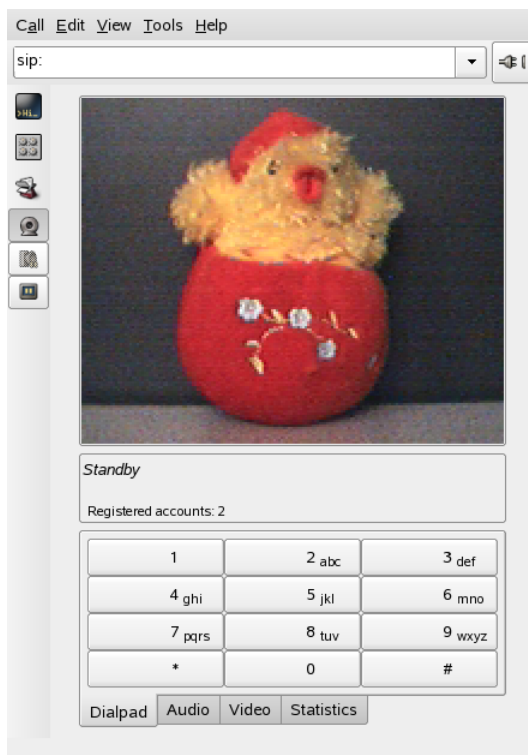 Call Edit View Tools Help
sip:
Standby
Registered accounts: 2
1 2 abc 3 def
4 ghi 5 jkl 6 mno
7 pqrs 8 tuv 9 wxyz
* 0 #
Dialpad Audio Video Statistics